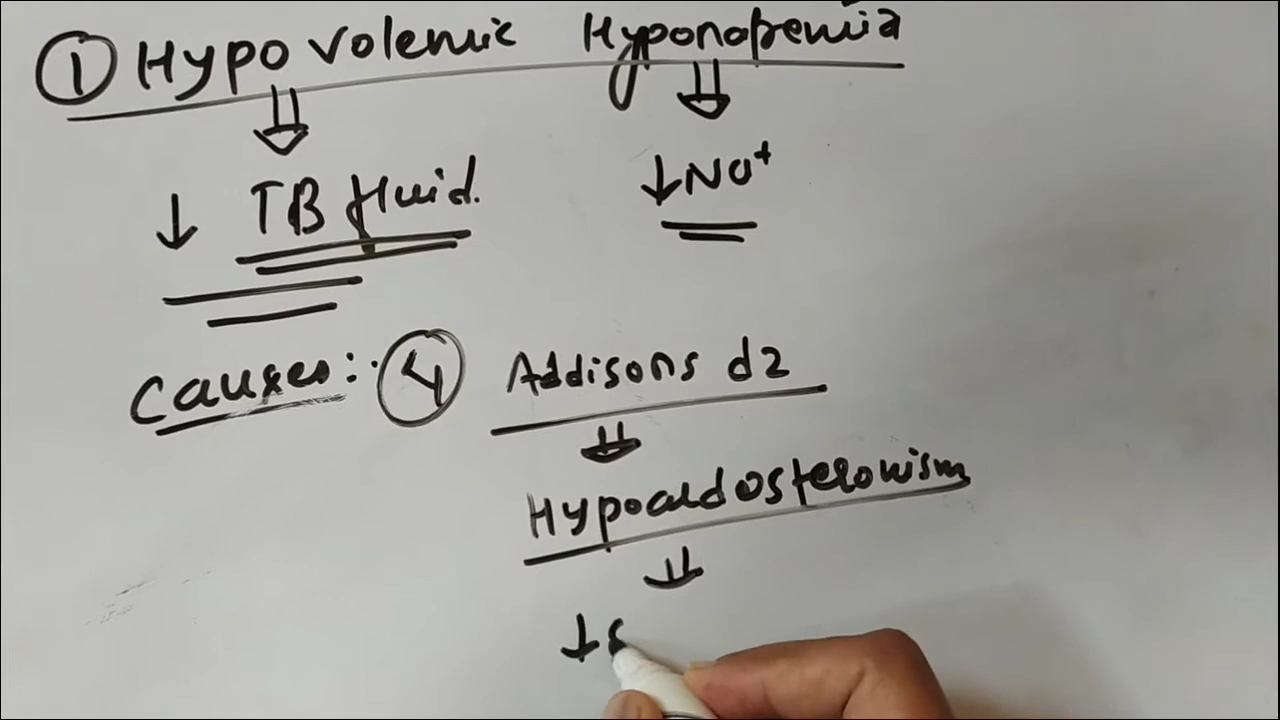 ① Hypovolemic Hyponatremia
↓ TB fluid. ↓ Na⁺
Causes:· ④ Addisons dz
Hypoaldosteronism
↓